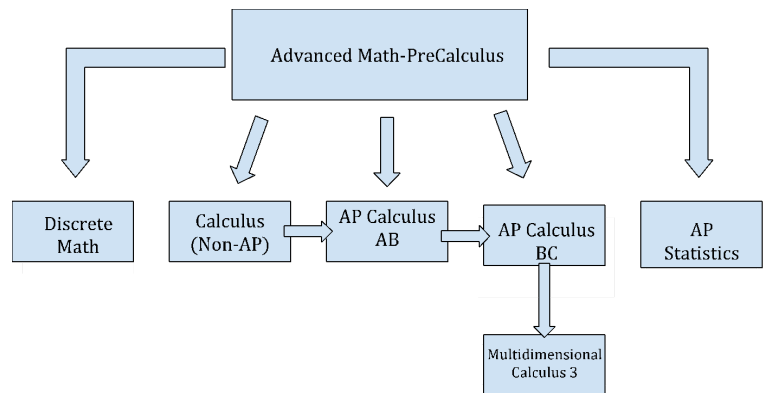 Advanced Math-PreCalculus
Discrete
Math
Calculus
(Non-AP)
AP Calculus
AB
AP Calculus
BC
AP
Statistics
Multidimensional
Calculus 3